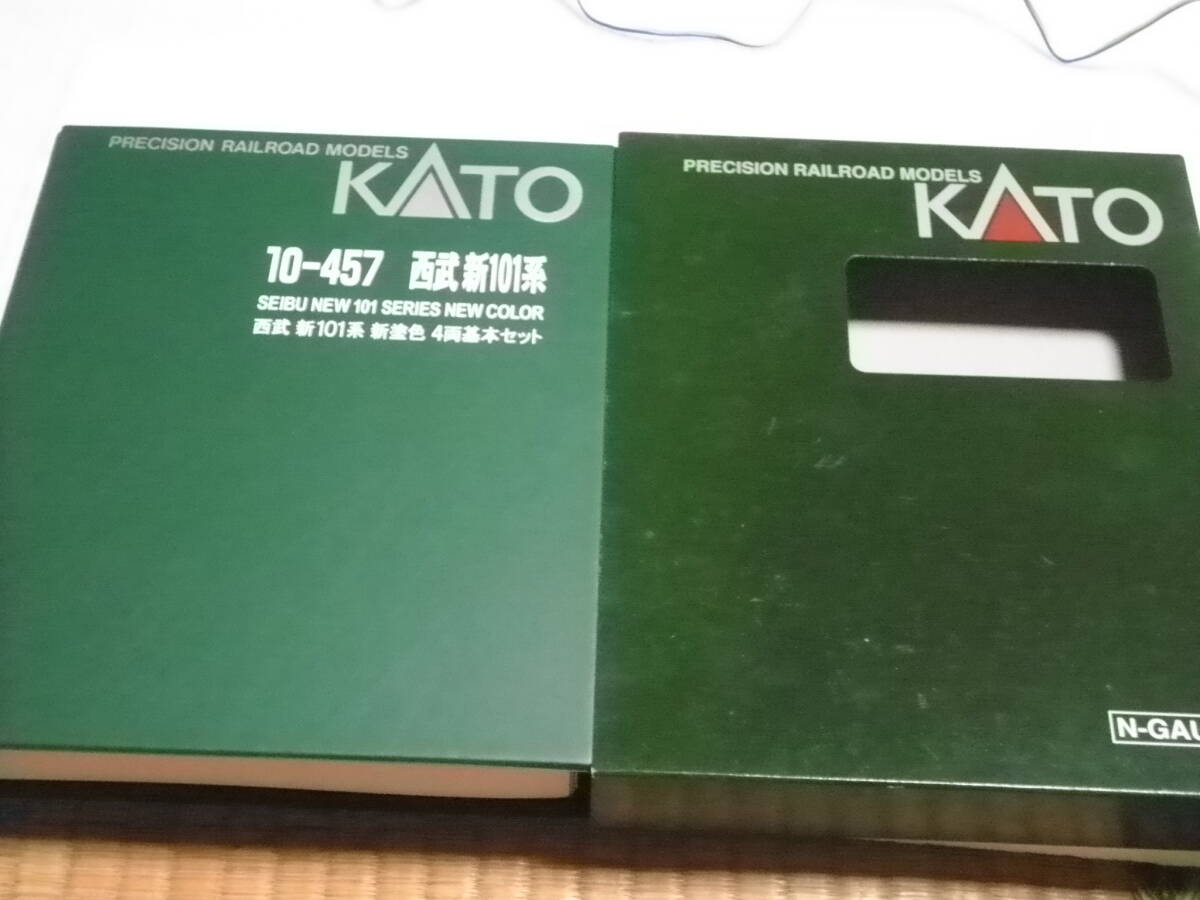 PRECISION RAILROAD MODELS
KATO
10-457 西武 新101系
SEIBU NEW 101 SERIES NEW COLOR
西武 新101系 新塗色 4両基本セット
PRECISION RAILROAD MODELS
KATO
N-GAU